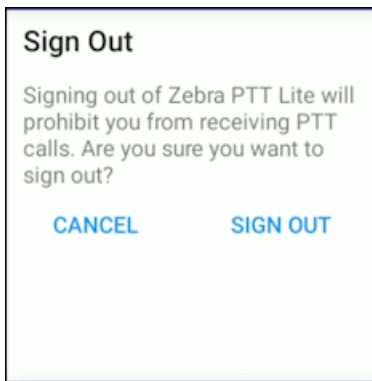 Sign Out
Signing out of Zebra PTT Lite will
prohibit you from receiving PTT
calls. Are you sure you want to
sign out?
CANCEL SIGN OUT